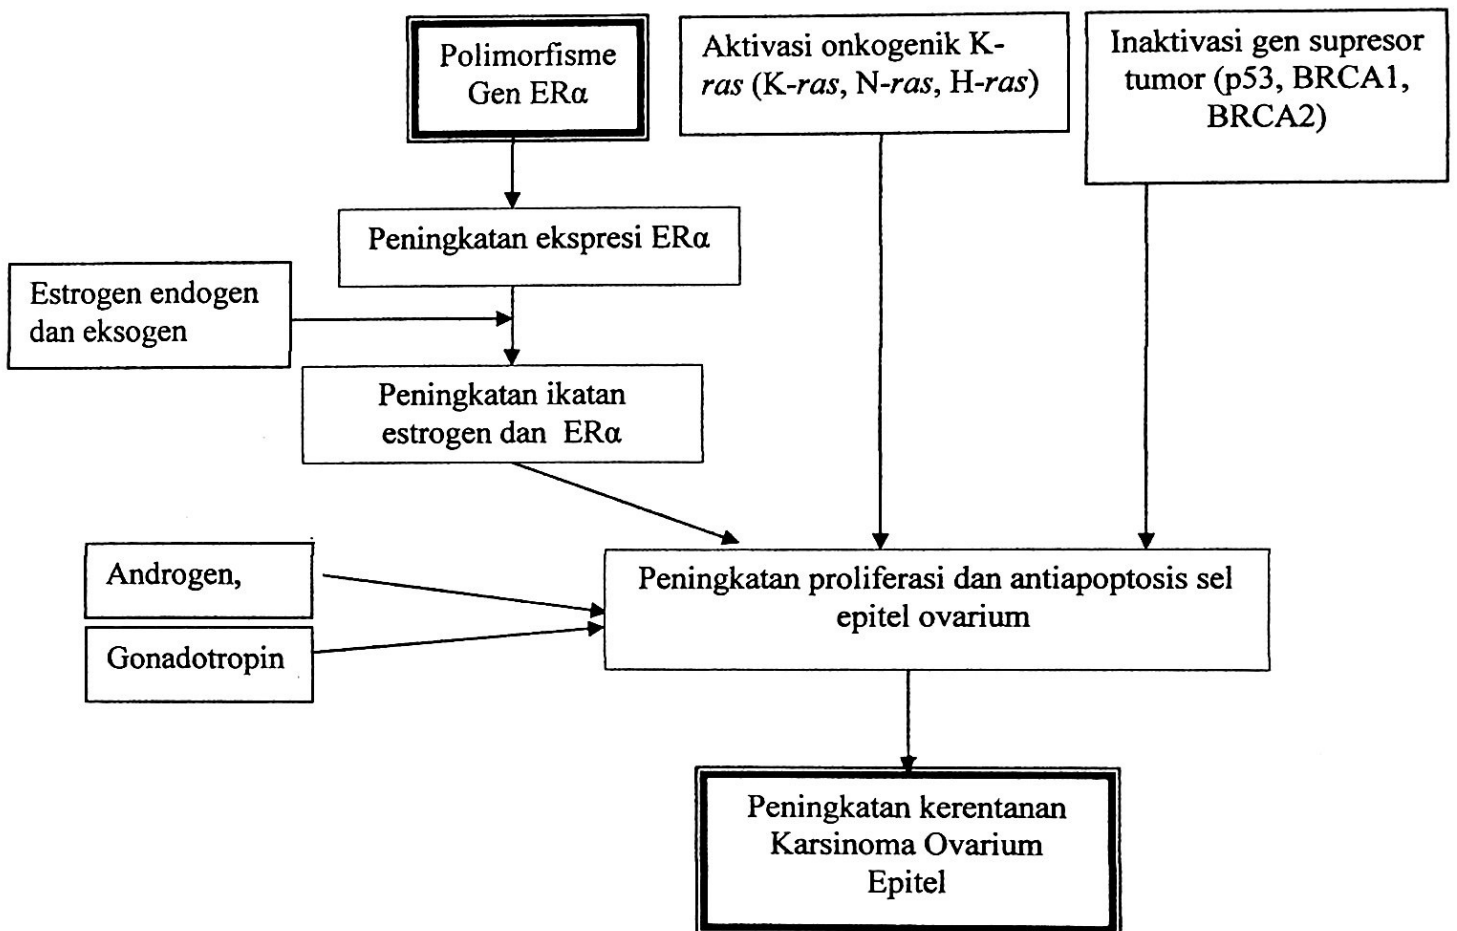 Polimorfisme
Gen ERα
Aktivasi onkogenik K-
ras (K-ras, N-ras, H-ras)
Inaktivasi gen supresor
tumor (p53, BRCA1,
BRCA2)
Peningkatan ekspresi ERα
Estrogen endogen
dan eksogen
Peningkatan ikatan
estrogen dan ERα
Androgen,
Gonadotropin
Peningkatan proliferasi dan antiapoptosis sel
epitel ovarium
Peningkatan kerentanan
Karsinoma Ovarium
Epitel